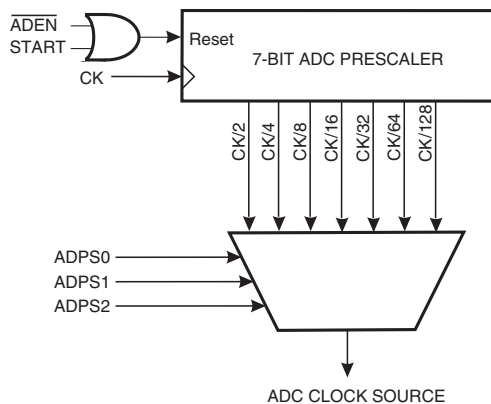 ADEN
START
Reset
7-BIT ADC PRESCALER
CK
CK/2
CK/4
CK/8
CK/16
CK/32
CK/64
CK/128
ADPS0
ADPS1
ADPS2
ADC CLOCK SOURCE